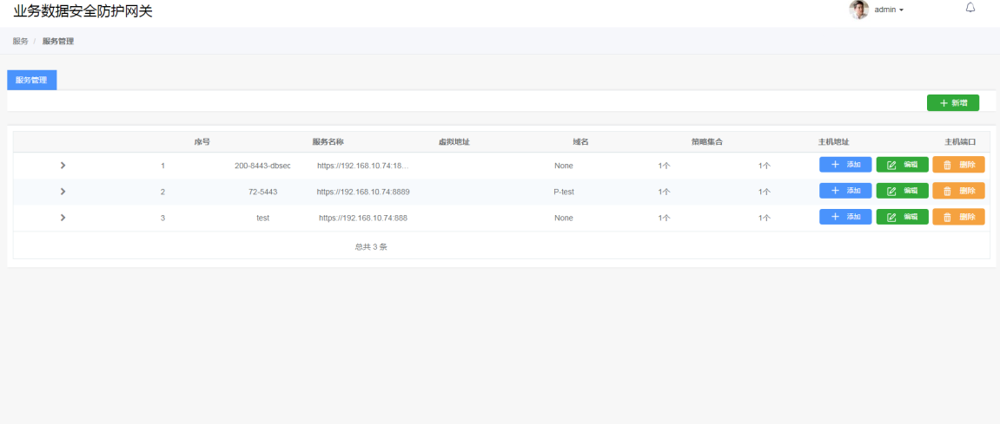 业务数据安全防护网关 admin
服务 / 服务管理
服务管理
新增
序号 服务名称 虚拟地址 域名 策略集合 主机地址 主机端口
1 200-8443-dbsec https://192.168.10.74:18... None 1个 1个 添加 编辑 删除
2 72-5443 https://192.168.10.74:8889 P-test 1个 1个 添加 编辑 删除
3 test https://192.168.10.74:888 None 1个 1个 添加 编辑 删除
总共 3 条